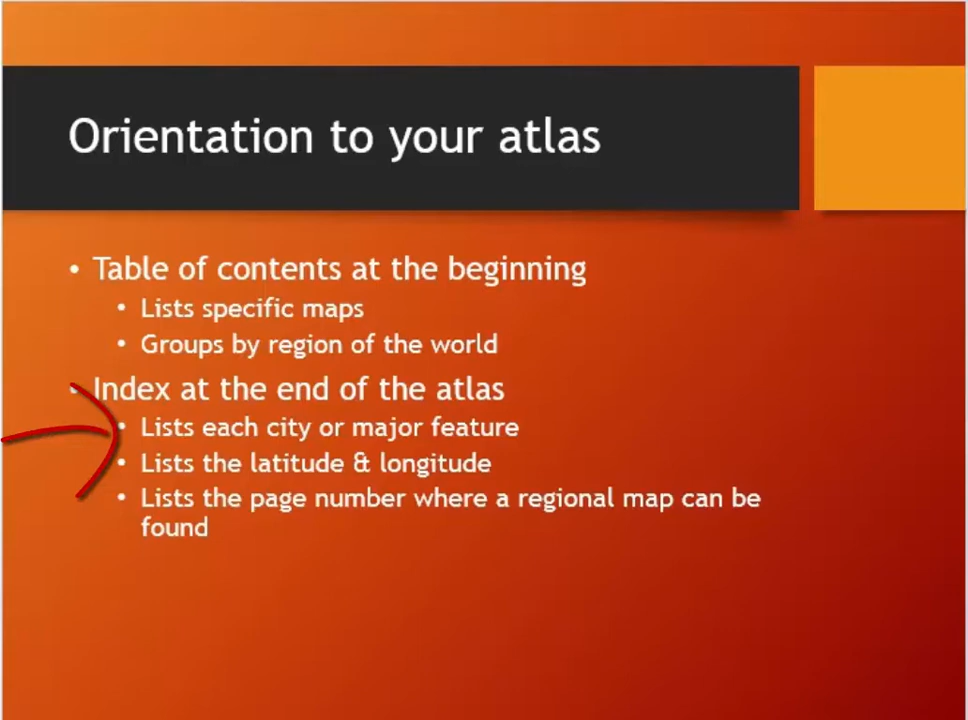 Orientation to your atlas
• Table of contents at the beginning
• Lists specific maps
• Groups by region of the world
• Index at the end of the atlas
• Lists each city or major feature
• Lists the latitude & longitude
• Lists the page number where a regional map can be
found